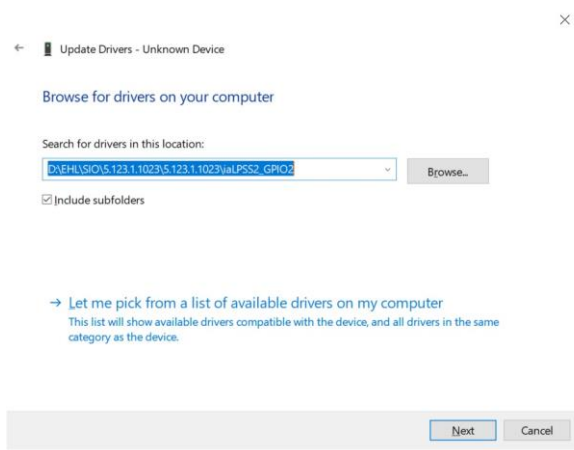 Update Drivers - Unknown Device
Browse for drivers on your computer
Search for drivers in this location:
D:\EHL\SIO\5.123.1.1023\5.123.1.1023\iaLPSS2_GPIO2
Browse...
Include subfolders
Let me pick from a list of available drivers on my computer
This list will show available drivers compatible with the device, and all drivers in the same
category as the device.
Next
Cancel